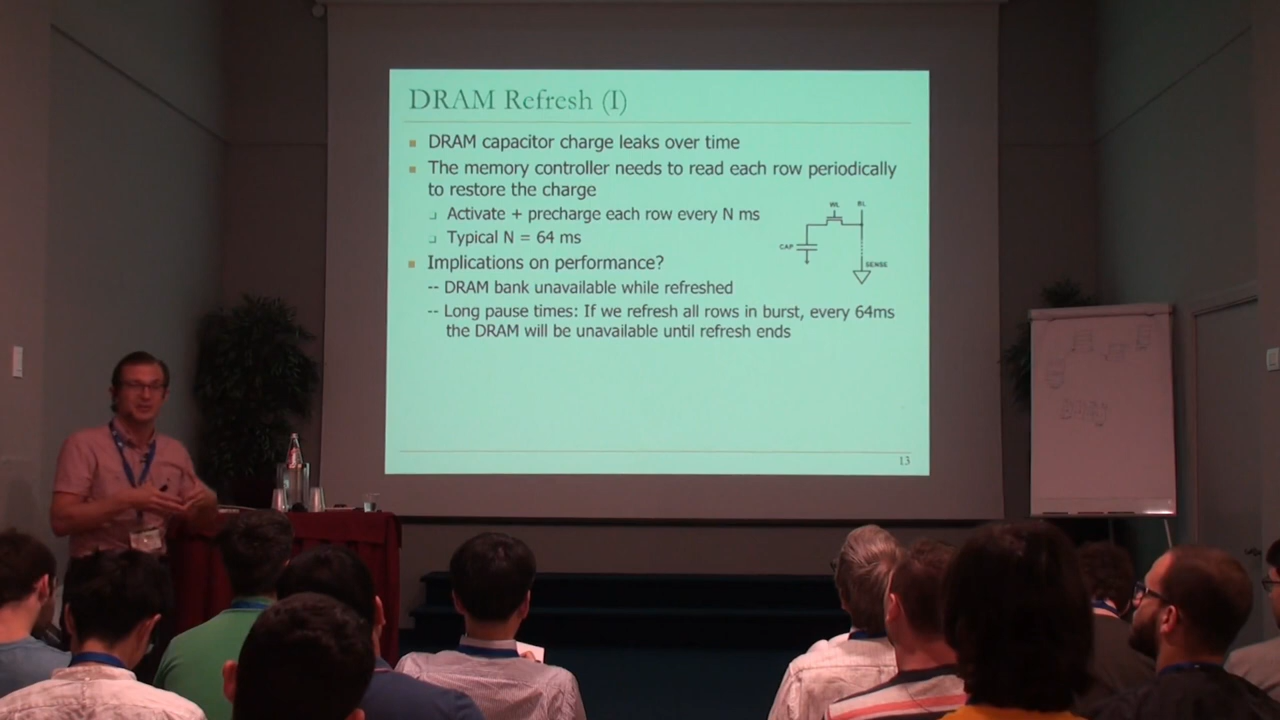 DRAM Refresh (I)
DRAM capacitor charge leaks over time
The memory controller needs to read each row periodically
to restore the charge
Activate + precharge each row every N ms
Typical N = 64 ms
WL BL
CAP
SENSE
Implications on performance?
-- DRAM bank unavailable while refreshed
-- Long pause times: If we refresh all rows in burst, every 64ms
the DRAM will be unavailable until refresh ends
13